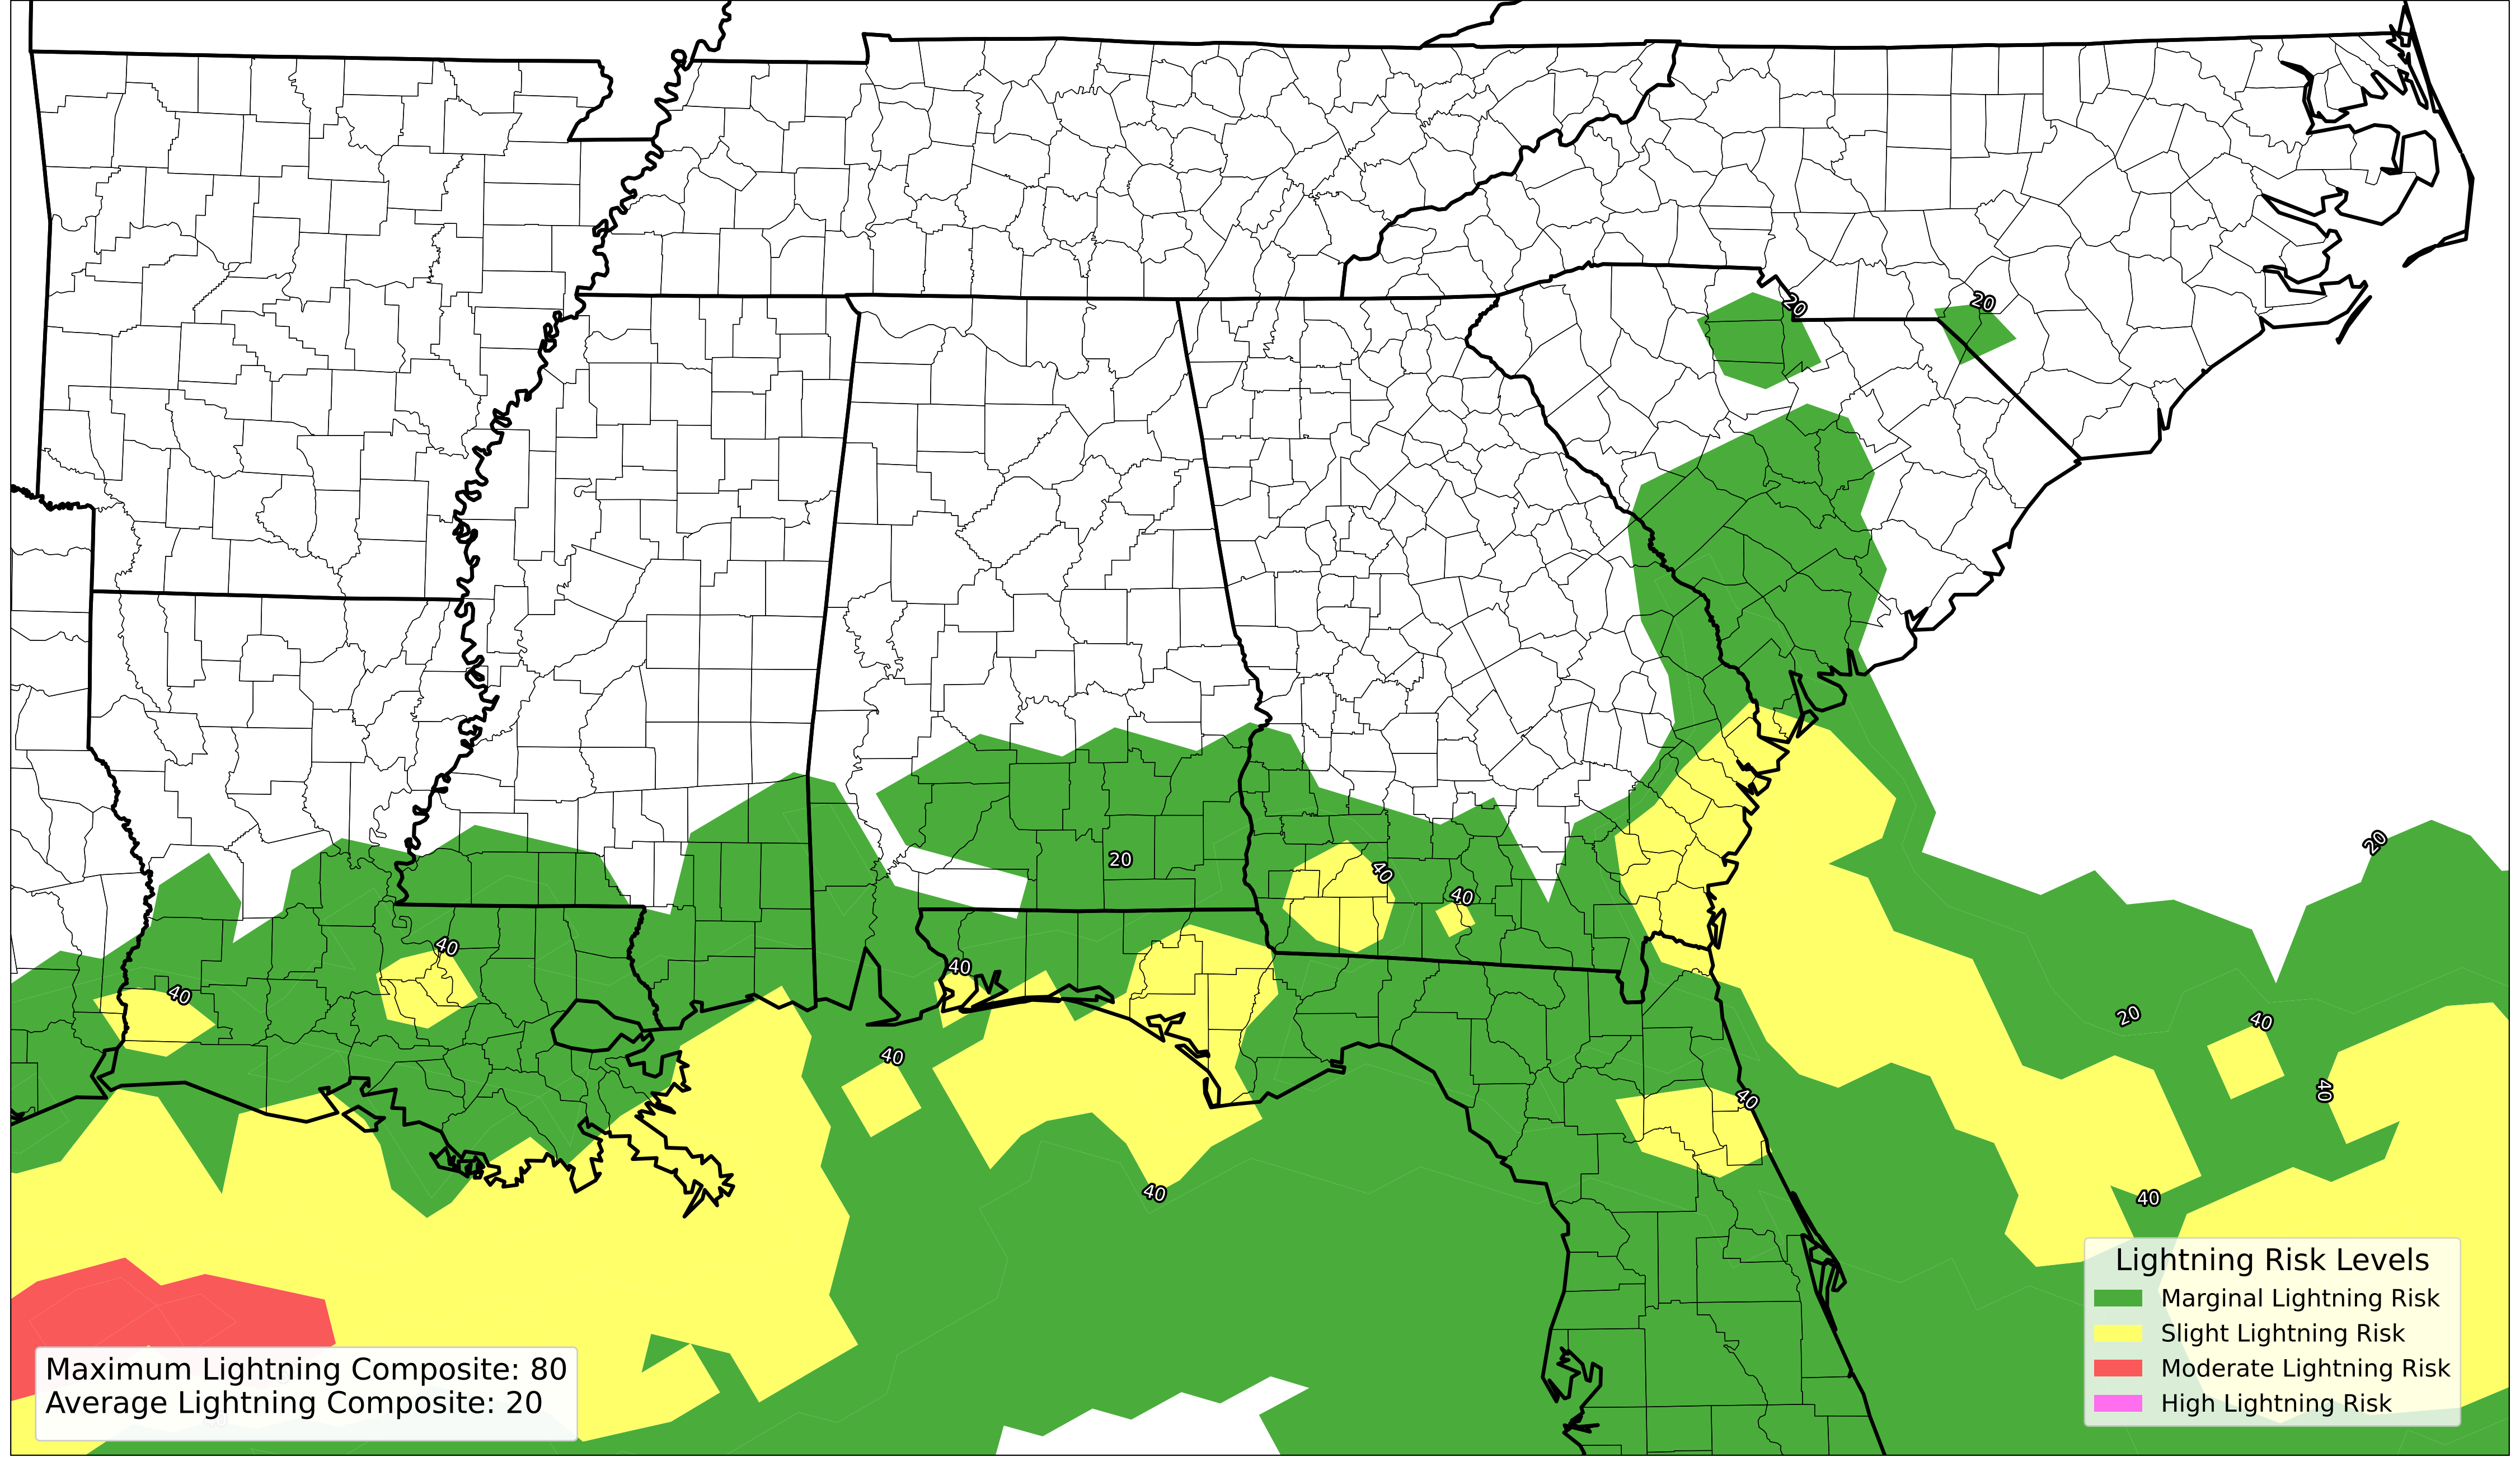 20
20
20
20
40
40
40
40
40
20
20
40
40
40
40
40
40
Lightning Risk Levels
Marginal Lightning Risk
Slight Lightning Risk
Moderate Lightning Risk
High Lightning Risk
Maximum Lightning Composite: 80
Average Lightning Composite: 20